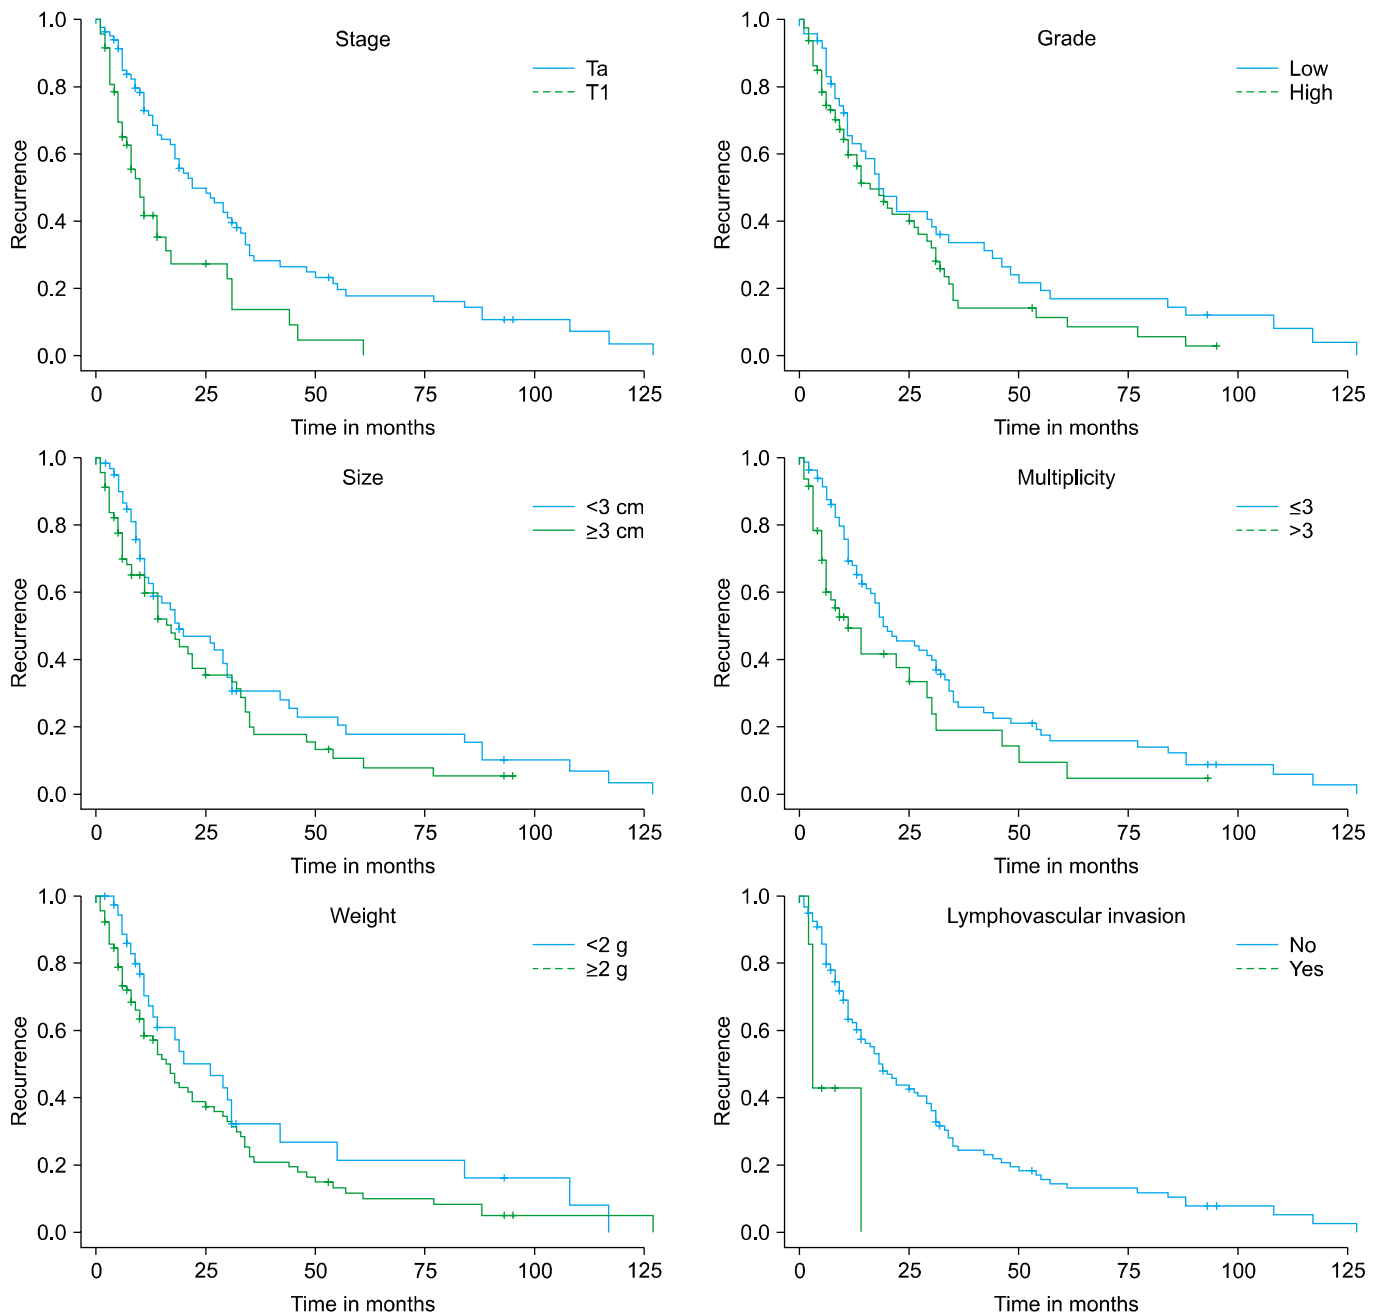 Stage
Ta
T1
Recurrence
1.0
0.8
0.6
0.4
0.2
0.0
0 25 50 75 100 125
Time in months
Grade
Low
High
Recurrence
1.0
0.8
0.6
0.4
0.2
0.0
0 25 50 75 100 125
Time in months
Size
<3 cm
≥3 cm
Recurrence
1.0
0.8
0.6
0.4
0.2
0.0
0 25 50 75 100 125
Time in months
Multiplicity
≤3
>3
Recurrence
1.0
0.8
0.6
0.4
0.2
0.0
0 25 50 75 100 125
Time in months
Weight
<2 g
≥2 g
Recurrence
1.0
0.8
0.6
0.4
0.2
0.0
0 25 50 75 100 125
Time in months
Lymphovascular invasion
No
Yes
Recurrence
1.0
0.8
0.6
0.4
0.2
0.0
0 25 50 75 100 125
Time in months